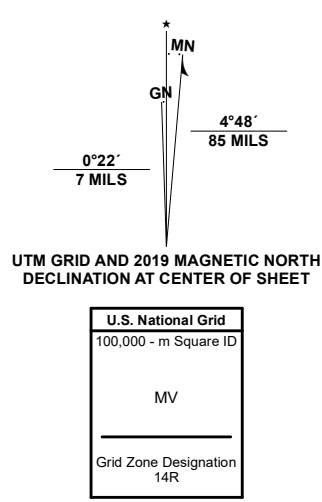 ★
MN
GN
4°48´
85 MILS
0°22´
7 MILS
UTM GRID AND 2019 MAGNETIC NORTH
DECLINATION AT CENTER OF SHEET
U.S. National Grid
100,000 - m Square ID
MV
Grid Zone Designation
14R